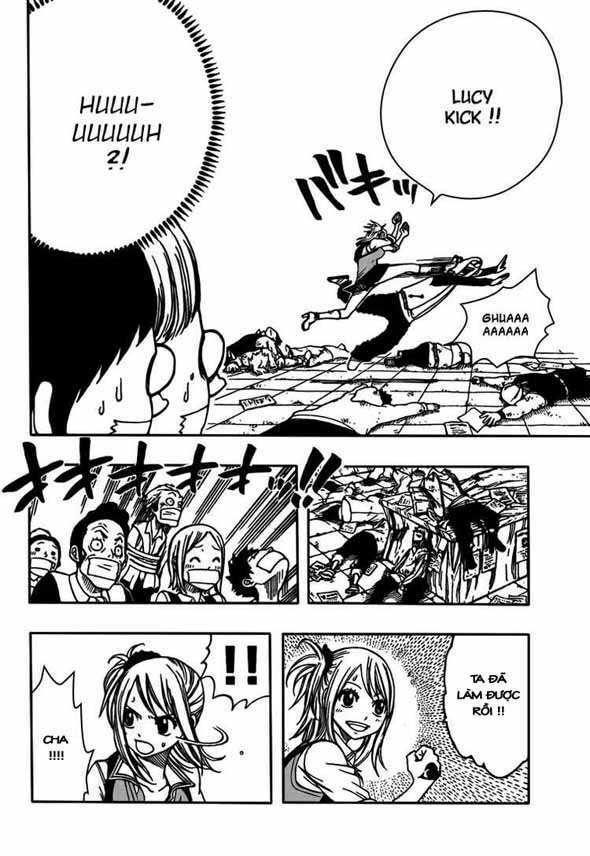 LUCY
KICK !!
HUUU-
UUUUUH
?!
バキッ
GHUAAA
AAAAAA
オオオオオォ...!!
TA ĐÃ
LÀM ĐƯỢC
RỒI !!
!!
CHA
!!!!